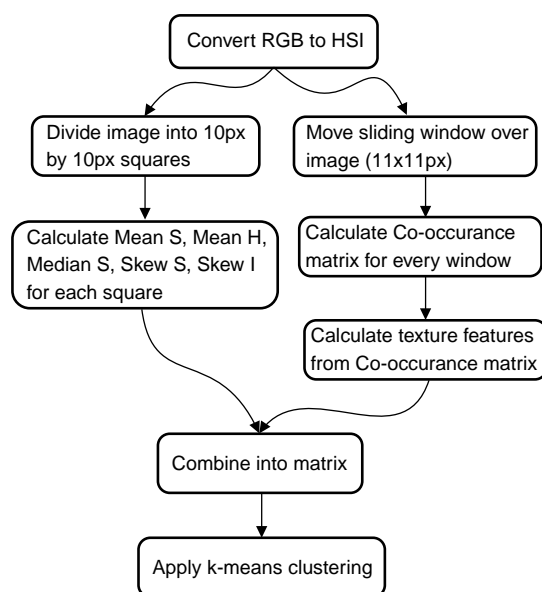 Convert RGB to HSI
Divide image into 10px
by 10px squares
Move sliding window over
image (11x11px)
Calculate Mean S, Mean H,
Median S, Skew S, Skew I
for each square
Calculate Co-occurance
matrix for every window
Calculate texture features
from Co-occurance matrix
Combine into matrix
Apply k-means clustering